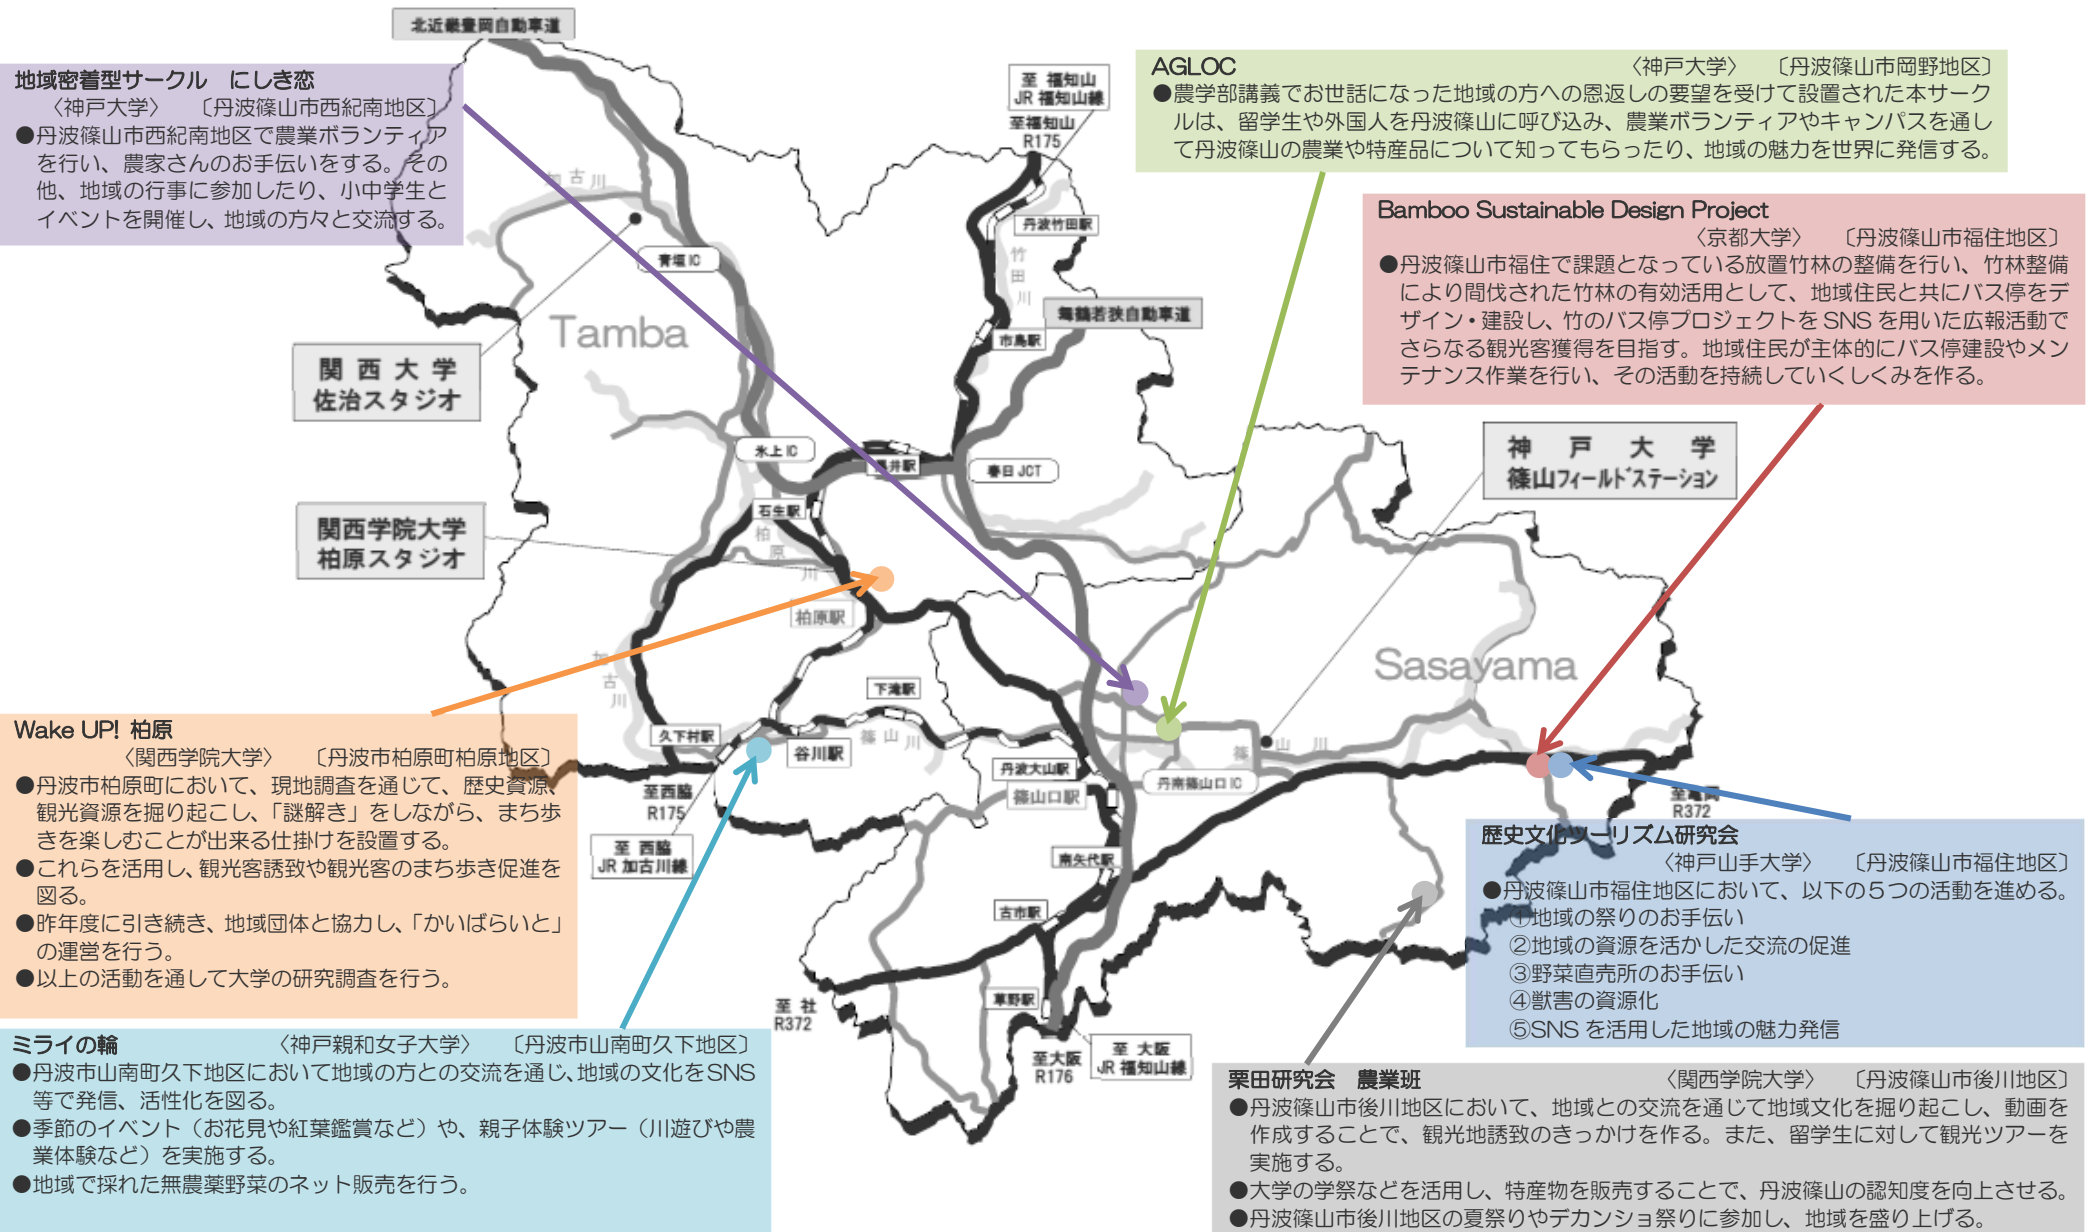 北近畿豊岡自動車道
地域密着型サークル　にしき恋
〈神戸大学〉　〔丹波篠山市西紀南地区〕
●丹波篠山市西紀南地区で農業ボランティア
を行い、農家さんのお手伝いをする。その
他、地域の行事に参加したり、小中学生と
イベントを開催し、地域の方々と交流する。
至 福知山
JR 福知山線
至福知山
R175
AGLOC　〈神戸大学〉　〔丹波篠山市岡野地区〕
●農学部講義でお世話になった地域の方への恩返しの要望を受けて設置された本サーク
ルは、留学生や外国人を丹波篠山に呼び込み、農業ボランティアやキャンパスを通し
て丹波篠山の農業や特産品について知ってもらったり、地域の魅力を世界に発信する。
Bamboo Sustainable Design Project
〈京都大学〉　〔丹波篠山市福住地区〕
●丹波篠山市福住で課題となっている放置竹林の整備を行い、竹林整備
により間伐された竹林の有効活用として、地域住民と共にバス停をデ
ザイン・建設し、竹のバス停プロジェクトを SNS を用いた広報活動で
さらなる観光客獲得を目指す。地域住民が主体的にバス停建設やメン
テナンス作業を行い、その活動を持続していくしくみを作る。
加古川
丹波竹田駅
竹田川
青垣 IC
舞鶴若狭自動車道
市島駅
Tamba
関 西 大 学
佐治スタジオ
氷上 IC
黒井駅
春日 JCT
神 戸 大 学
篠山フィールドステーション
石生駅
関西学院大学
柏原スタジオ
柏原川
柏原駅
Sasayama
加古川
下滝駅
久下村駅
谷川駅
篠山川
篠山川
丹波大山駅
丹南篠山口 IC
篠山口駅
至西脇
R175
至 西脇
JR 加古川線
至亀岡
R372
南矢代駅
古市駅
草野駅
至 社
R372
至大阪
R176
至 大阪
JR 福知山線
Wake UP! 柏原
〈関西学院大学〉　〔丹波市柏原町柏原地区〕
●丹波市柏原町において、現地調査を通じて、歴史資源、
観光資源を掘り起こし、「謎解き」をしながら、まち歩
きを楽しむことが出来る仕掛けを設置する。
●これらを活用し、観光客誘致や観光客のまち歩き促進を
図る。
●昨年度に引き続き、地域団体と協力し、「かいばらいと」
の運営を行う。
●以上の活動を通して大学の研究調査を行う。
歴史文化ツーリズム研究会
〈神戸山手大学〉　〔丹波篠山市福住地区〕
●丹波篠山市福住地区において、以下の５つの活動を進める。
①地域の祭りのお手伝い
②地域の資源を活かした交流の促進
③野菜直売所のお手伝い
④獣害の資源化
⑤SNS を活用した地域の魅力発信
ミライの輪　〈神戸親和女子大学〉　〔丹波市山南町久下地区〕
●丹波市山南町久下地区において地域の方との交流を通じ、地域の文化をSNS
等で発信、活性化を図る。
●季節のイベント（お花見や紅葉鑑賞など）や、親子体験ツアー（川遊びや農
業体験など）を実施する。
●地域で採れた無農薬野菜のネット販売を行う。
栗田研究会　農業班　〈関西学院大学〉　〔丹波篠山市後川地区〕
●丹波篠山市後川地区において、地域との交流を通じて地域文化を掘り起こし、動画を
作成することで、観光地誘致のきっかけを作る。また、留学生に対して観光ツアーを
実施する。
●大学の学祭などを活用し、特産物を販売することで、丹波篠山の認知度を向上させる。
●丹波篠山市後川地区の夏祭りやデカンショ祭りに参加し、地域を盛り上げる。